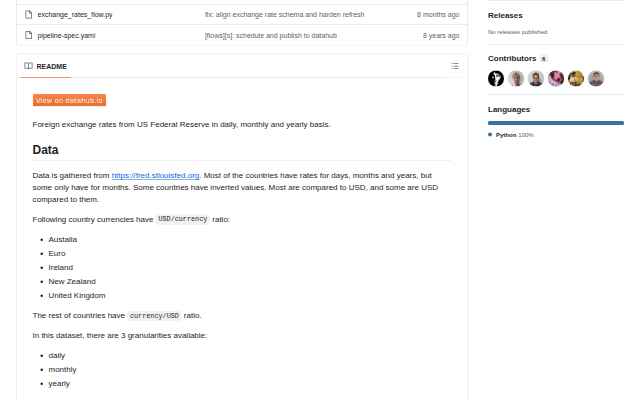 exchange_rates_flow.py fix: align exchange rate schema and harden refresh 8 months ago
pipeline-spec.yaml [flows][s]: schedule and publish to datahub 8 years ago
README
View on datahub.io
Foreign exchange rates from US Federal Reserve in daily, monthly and yearly basis.
Data
Data is gathered from https://fred.stlouisfed.org. Most of the countries have rates for days, months and years, but
some only have for months. Some countries have inverted values. Most are compared to USD, and some are USD
compared to them.
Following country currencies have USD/currency ratio:
• Austalia
• Euro
• Ireland
• New Zealand
• United Kingdom
The rest of countries have currency/USD ratio.
In this dataset, there are 3 granularities available:
• daily
• monthly
• yearly
Releases
No releases published
Contributors 6
Languages
Python 100%